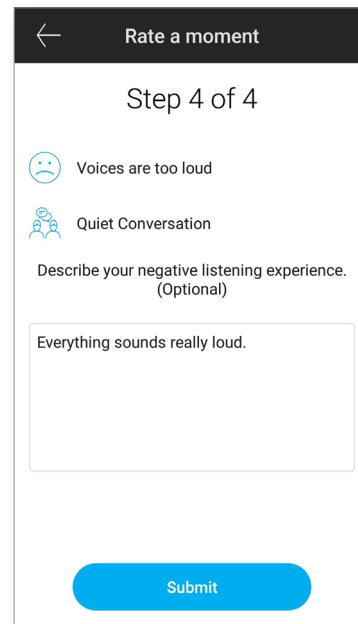 Rate a moment
Step 4 of 4
Voices are too loud
Quiet Conversation
Describe your negative listening experience.
(Optional)
Everything sounds really loud.
Submit